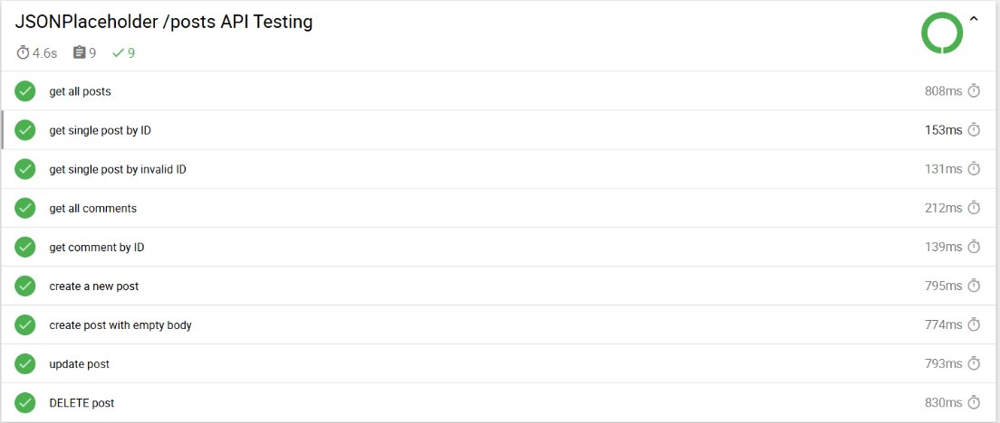 JSONPlaceholder /posts API Testing
4.6s 9 9
get all posts 808ms
get single post by ID 153ms
get single post by invalid ID 131ms
get all comments 212ms
get comment by ID 139ms
create a new post 795ms
create post with empty body 774ms
update post 793ms
DELETE post 830ms